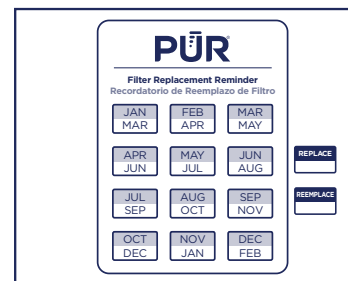 PŪR
Filter Replacement Reminder
Recordatorio de Reemplazo de Filtro
JAN FEB MAR
MAR APR MAY
APR MAY JUN
JUN JUL AUG
REPLACE
JUL AUG SEP
SEP OCT NOV
REEMPLACE
OCT NOV DEC
DEC JAN FEB